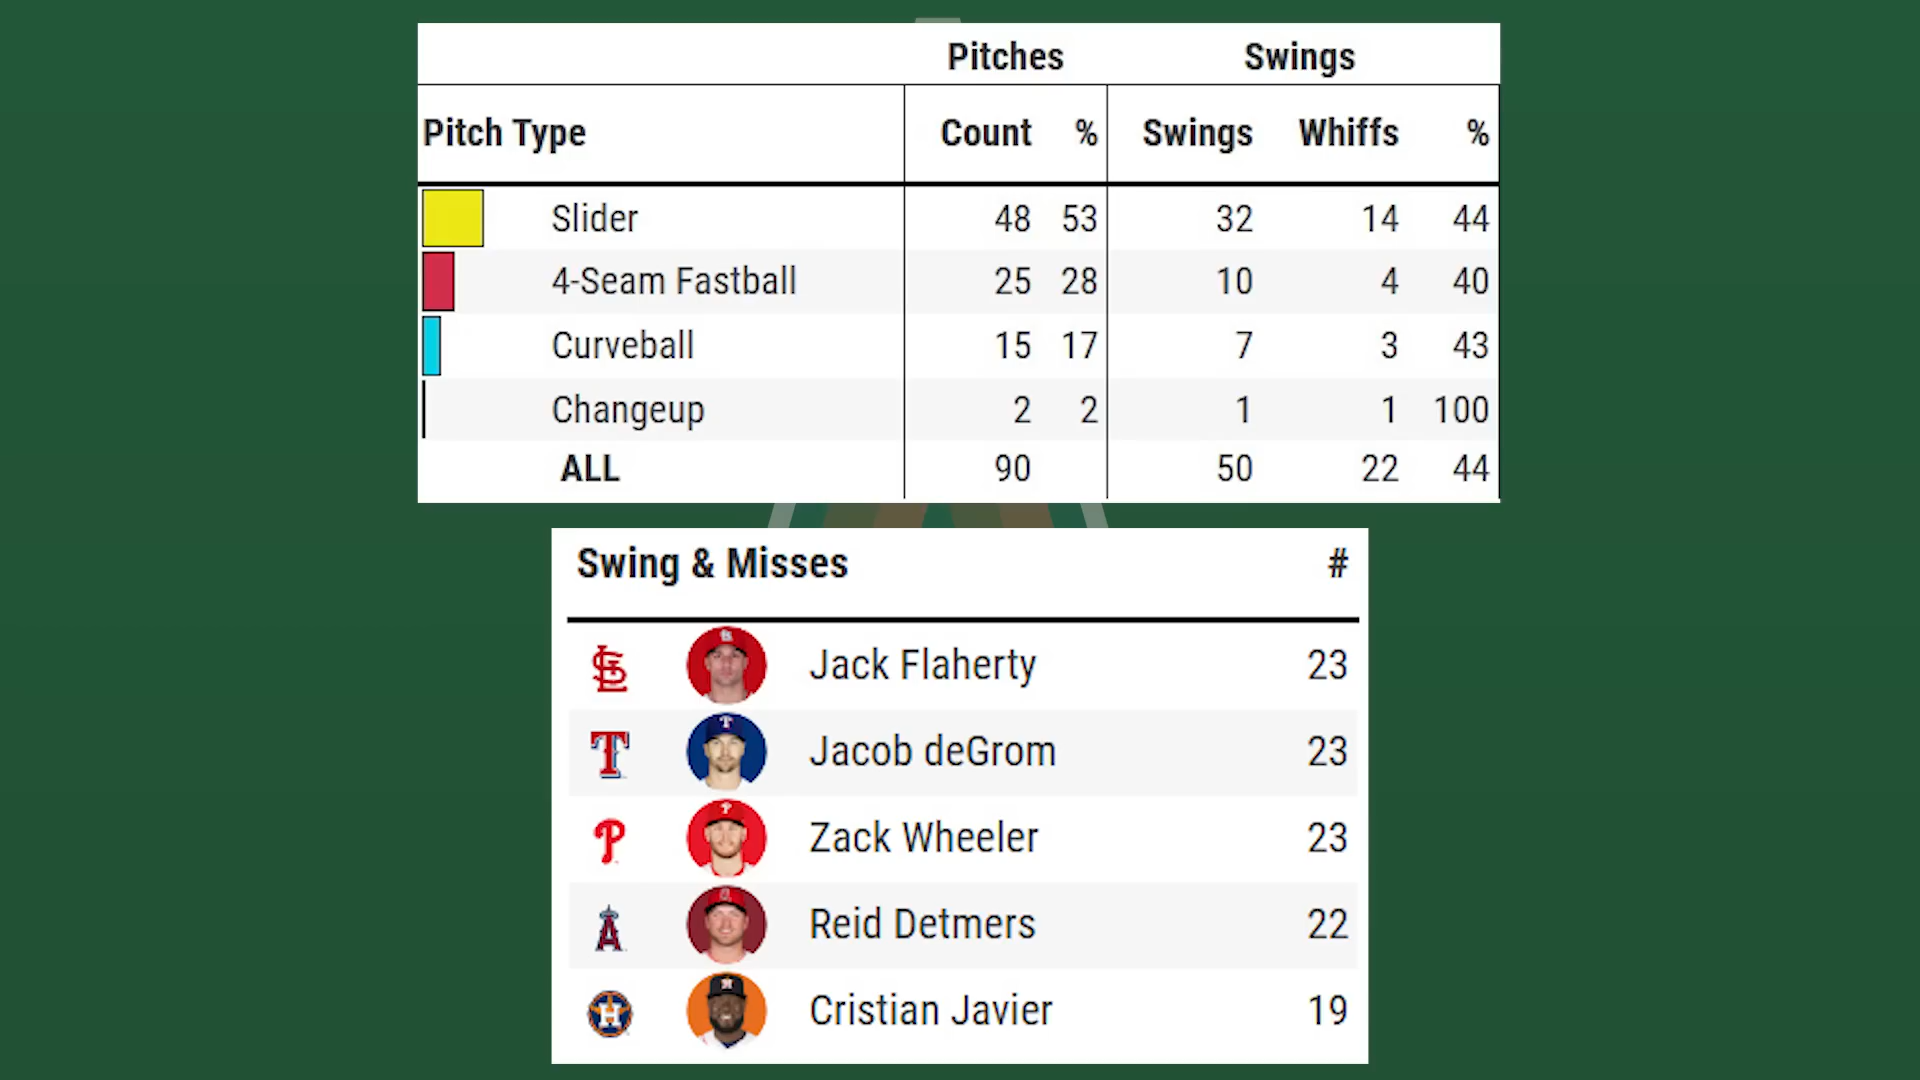 Pitches Swings
Pitch Type Count % Swings Whiffs %
Slider 48 53 32 14 44
4-Seam Fastball 25 28 10 4 40
Curveball 15 17 7 3 43
Changeup 2 2 1 1 100
ALL 90 50 22 44
Swing & Misses #
Jack Flaherty 23
Jacob deGrom 23
Zack Wheeler 23
Reid Detmers 22
Cristian Javier 19